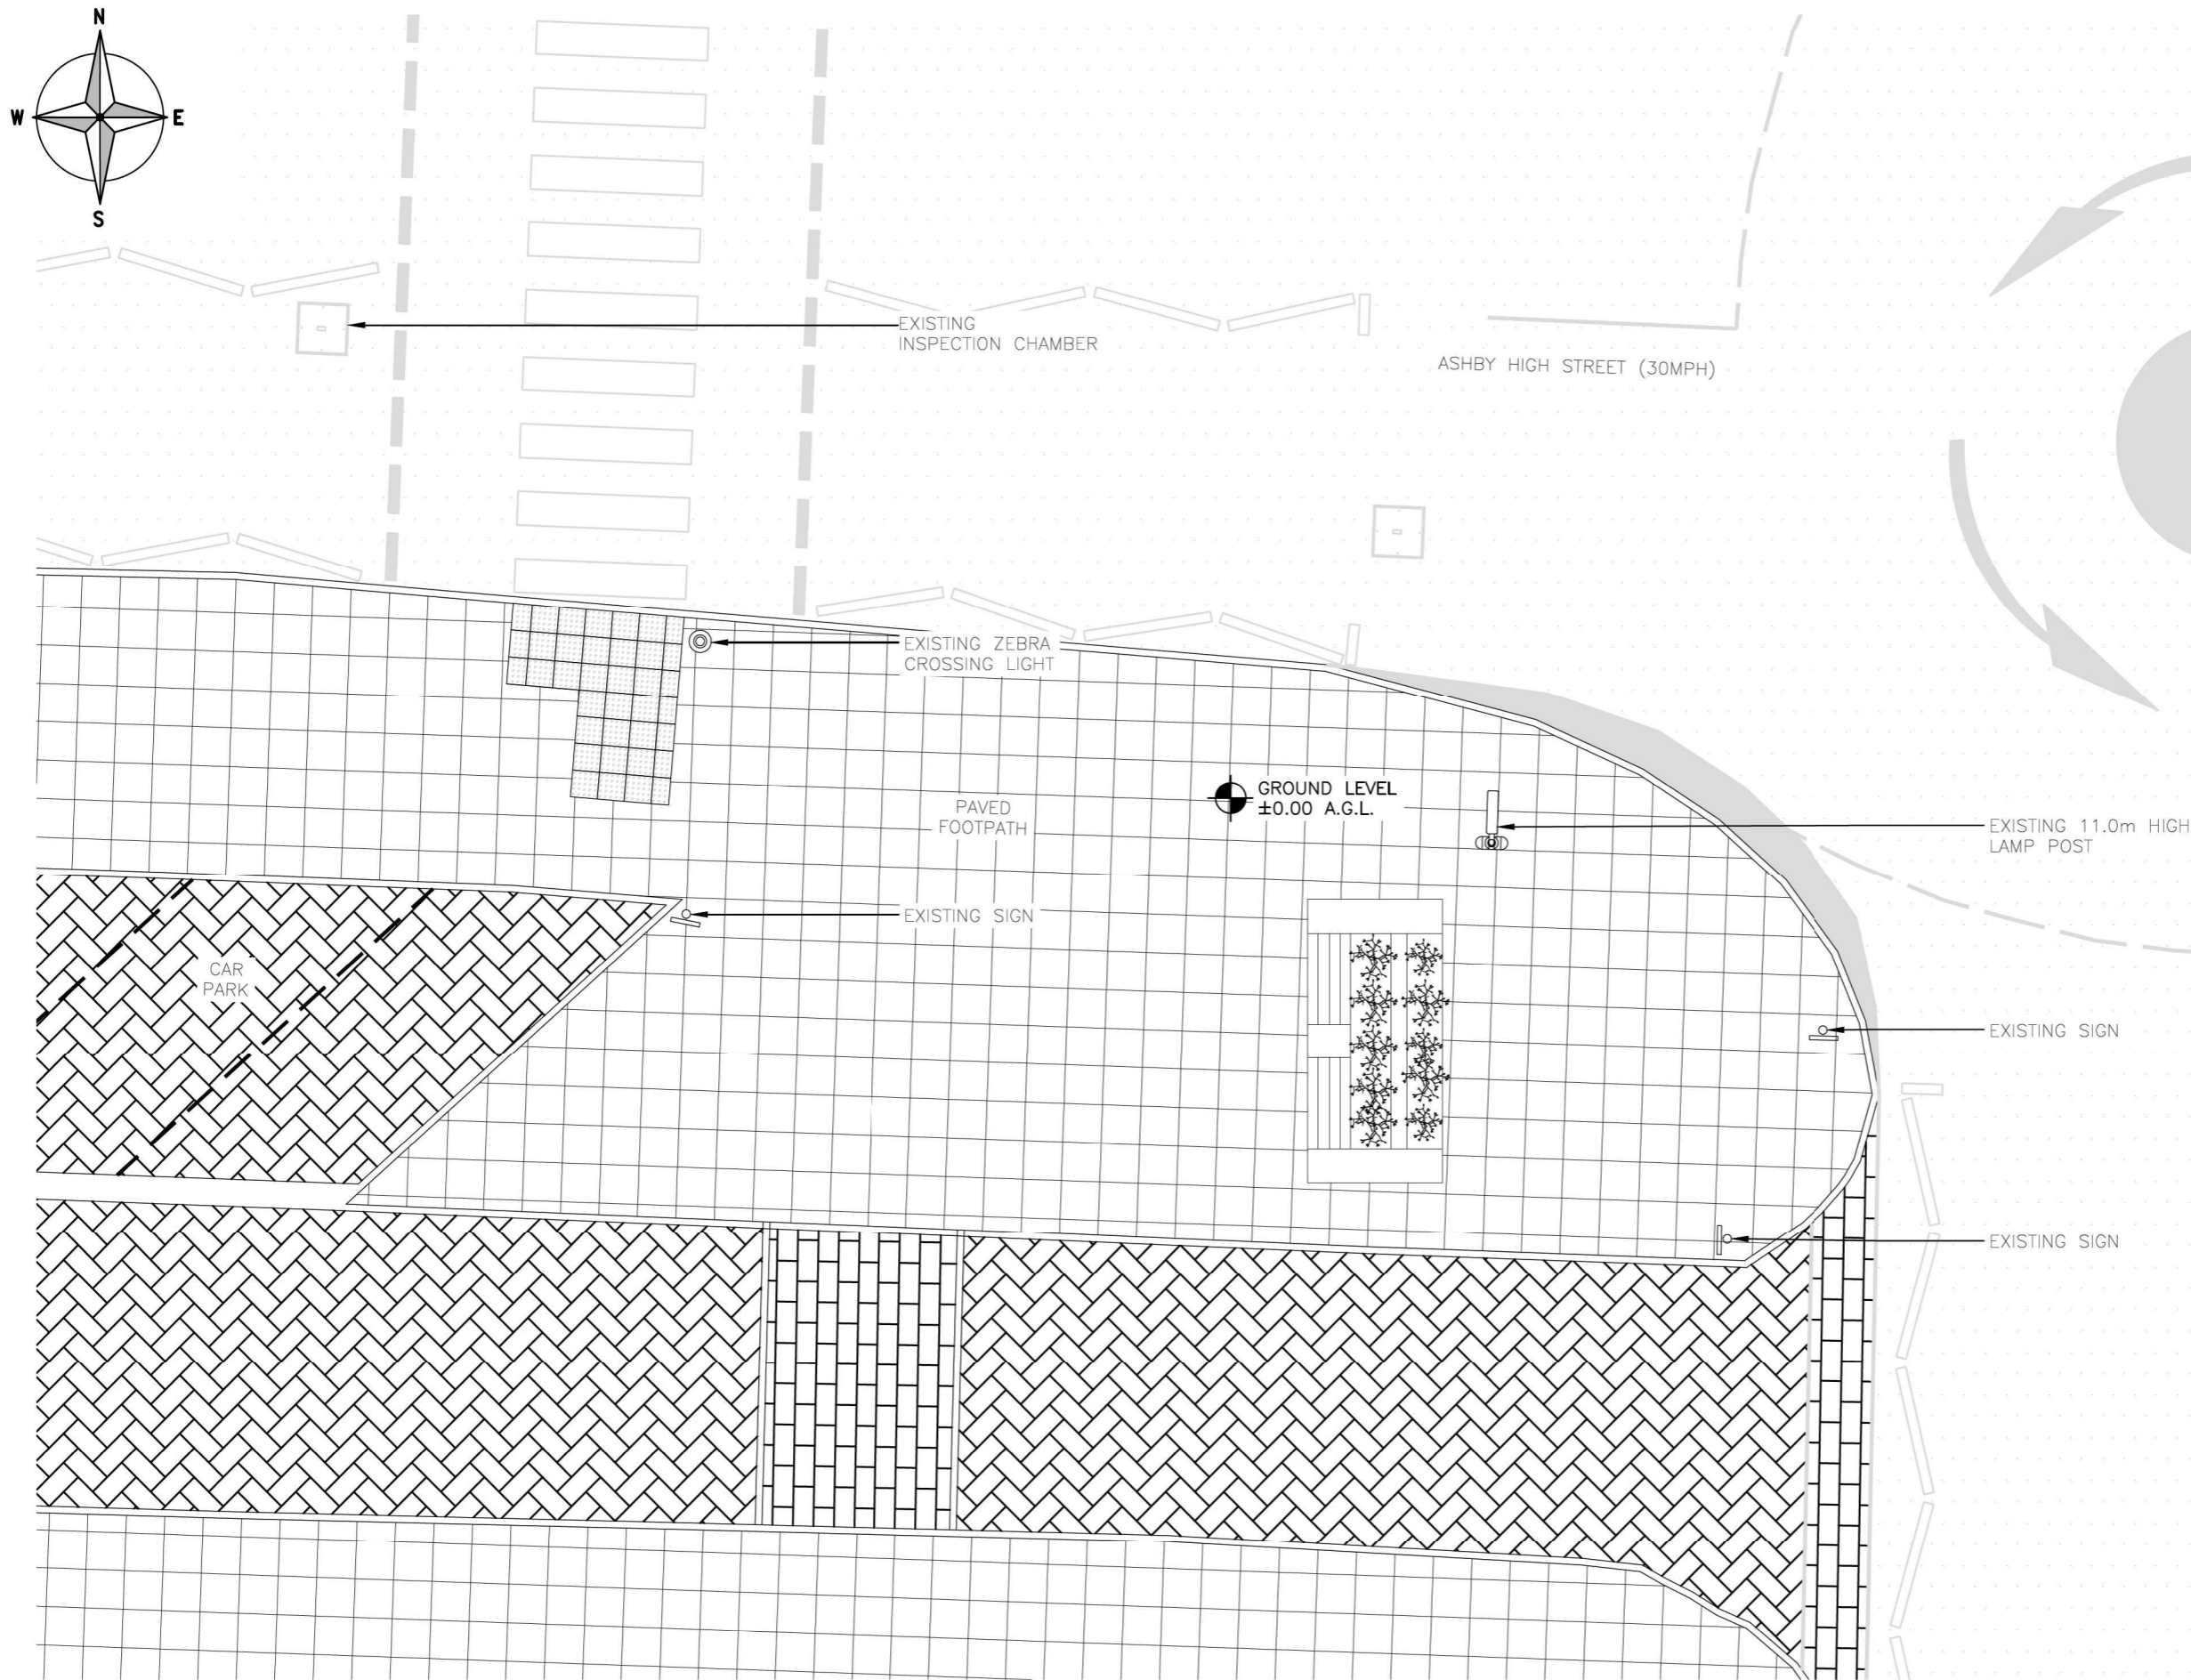 N
W E
S
EXISTING
INSPECTION CHAMBER
ASHBY HIGH STREET (30MPH)
EXISTING ZEBRA
CROSSING LIGHT
GROUND LEVEL
±0.00 A.G.L.
PAVED
FOOTPATH
EXISTING 11.0m HIGH
LAMP POST
EXISTING SIGN
CAR
PARK
EXISTING SIGN
EXISTING SIGN